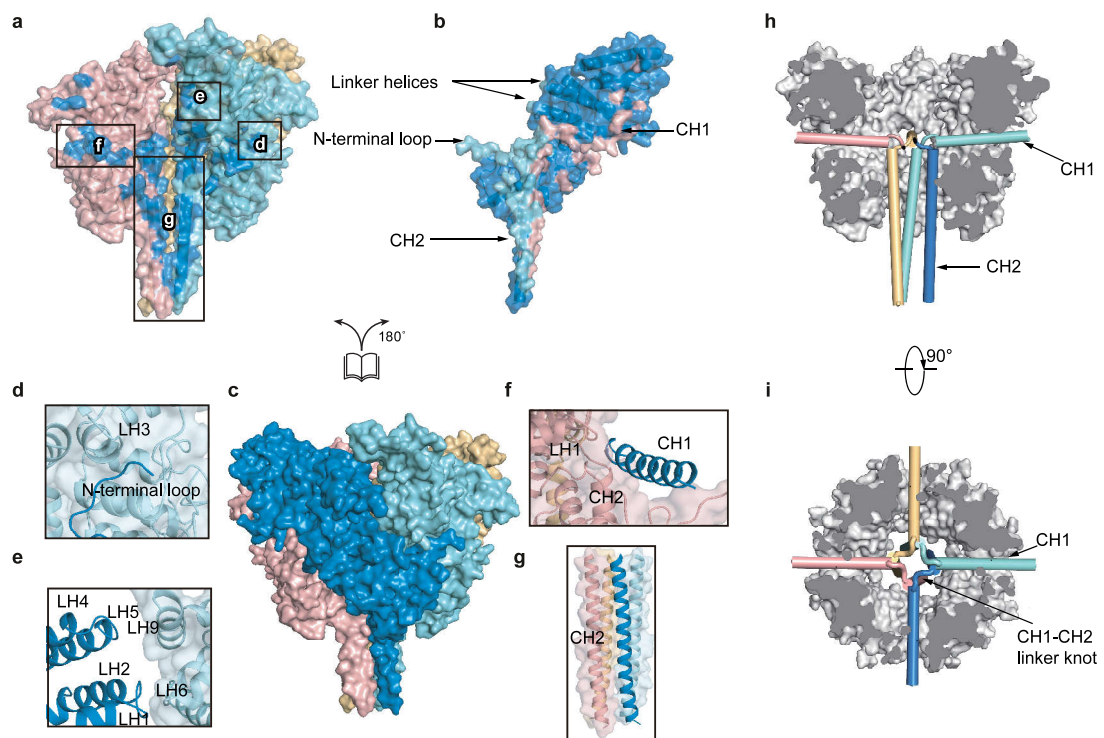 a
e
f
d
g
b
Linker helices
N-terminal loop
CH1
CH2
h
CH1
CH2
180°
90°
d
LH3
N-terminal loop
c
f
LH1
CH1
CH2
i
CH1
CH1-CH2
linker knot
e
LH4
LH5
LH9
LH2
LH6
LH1
g
CH2